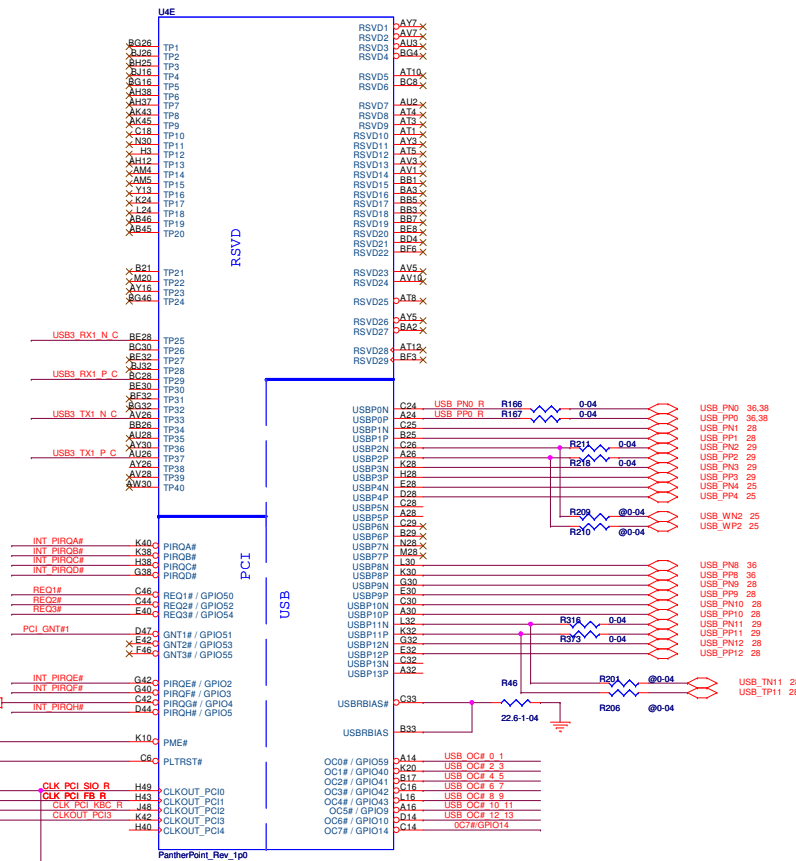 U4E
BG26 TP1
BJ26 TP2
BH25 TP3
BJ16 TP4
BG16 TP5
AH38 TP6
AH37 TP7
AK43 TP8
AK45 TP9
C18 TP10
N30 TP11
H3 TP12
AH12 TP13
AM4 TP14
AM5 TP15
Y13 TP16
K24 TP17
L24 TP18
AB46 TP19
AB45 TP20
B21 TP21
M20 TP22
AY16 TP23
BG46 TP24
USB3_RX1_N_C BE28 TP25
BC30 TP26
BE32 TP27
BJ32 TP28
USB3_RX1_P_C BC28 TP29
BE30 TP30
BF32 TP31
BG32 TP32
USB3_TX1_N_C AV26 TP33
BB26 TP34
AU28 TP35
AY30 TP36
USB3_TX1_P_C AU26 TP37
AY26 TP38
AV28 TP39
AW30 TP40
RSVD
RSVD1 AY7
RSVD2 AV7
RSVD3 AU3
RSVD4 BG4
RSVD5 AT10
RSVD6 BC8
RSVD7 AU2
RSVD8 AT4
RSVD9 AT3
RSVD10 AT1
RSVD11 AY3
RSVD12 AT5
RSVD13 AV3
RSVD14 AV1
RSVD15 BB1
RSVD16 BA3
RSVD17 BB5
RSVD18 BB3
RSVD19 BB7
RSVD20 BE8
RSVD21 BD4
RSVD22 BF6
RSVD23 AV5
RSVD24 AV10
RSVD25 AT8
RSVD26 AY5
RSVD27 BA2
RSVD28 AT12
RSVD29 BF3
INT_PIRQA# K40 PIRQA#
INT_PIRQB# K38 PIRQB#
INT_PIRQC# H38 PIRQC#
INT_PIRQD# G38 PIRQD#
REQ1# C46 REQ1# / GPIO50
REQ2# C44 REQ2# / GPIO52
REQ3# E40 REQ3# / GPIO54
PCI_GNT#1 D47 GNT1# / GPIO51
E42 GNT2# / GPIO53
F46 GNT3# / GPIO55
INT_PIRQE# G42 PIRQE# / GPIO2
INT_PIRQF# G40 PIRQF# / GPIO3
C42 PIRQG# / GPIO4
INT_PIRQH# D44 PIRQH# / GPIO5
K10 PME#
C6 PLTRST#
CLK_PCI_SIO_R H49 CLKOUT_PCI0
CLK_PCI_FB_R H43 CLKOUT_PCI1
CLK_PCI_KBC_R J48 CLKOUT_PCI2
CLKOUT_PCI3 K42 CLKOUT_PCI3
H40 CLKOUT_PCI4
PCI
USB
USBP0N C24 USB_PN0_R R166 0-04 USB_PN0 36,38
USBP0P A24 USB_PP0_R R167 0-04 USB_PP0 36,38
USBP1N C25 USB_PN1 28
USBP1P B25 USB_PP1 28
USBP2N C26 R211 0-04 USB_PN2 29
USBP2P A26 R218 0-04 USB_PP2 29
USBP3N K28 USB_PN3 29
USBP3P H28 USB_PP3 29
USBP4N E28 USB_PN4 25
USBP4P D28 USB_PP4 25
USBP5N C28
USBP5P A28 R209 @0-04 USB_WN2 25
USBP6N C29 R210 @0-04 USB_WP2 25
USBP6P B29
USBP7N N28
USBP7P M28
USBP8N L30 USB_PN8 36
USBP8P K30 USB_PP8 36
USBP9N G30 USB_PN9 28
USBP9P E30 USB_PP9 28
USBP10N C30 USB_PN10 28
USBP10P A30 USB_PP10 28
USBP11N L32 R316 0-04 USB_PN11 29
USBP11P K32 R373 0-04 USB_PP11 29
USBP12N G32 USB_PN12 28
USBP12P E32 USB_PP12 28
USBP13N C32
USBP13P A32
R201 @0-04 USB_TN11
R206 @0-04 USB_TP11
USBRBIAS# C33 R46 22.6-1-04
USBRBIAS B33
OC0# / GPIO59 A14 USB_OC#_0_1
OC1# / GPIO40 K20 USB_OC#_2_3
OC2# / GPIO41 B17 USB_OC#_4_5
OC3# / GPIO42 C16 USB_OC#_6_7
OC4# / GPIO43 L16 USB_OC#_8_9
OC5# / GPIO9 A16 USB_OC#_10_11
OC6# / GPIO10 D14 USB_OC#_12_13
OC7# / GPIO14 C14 0C7#/GPIO14
PantherPoint_Rev_1p0